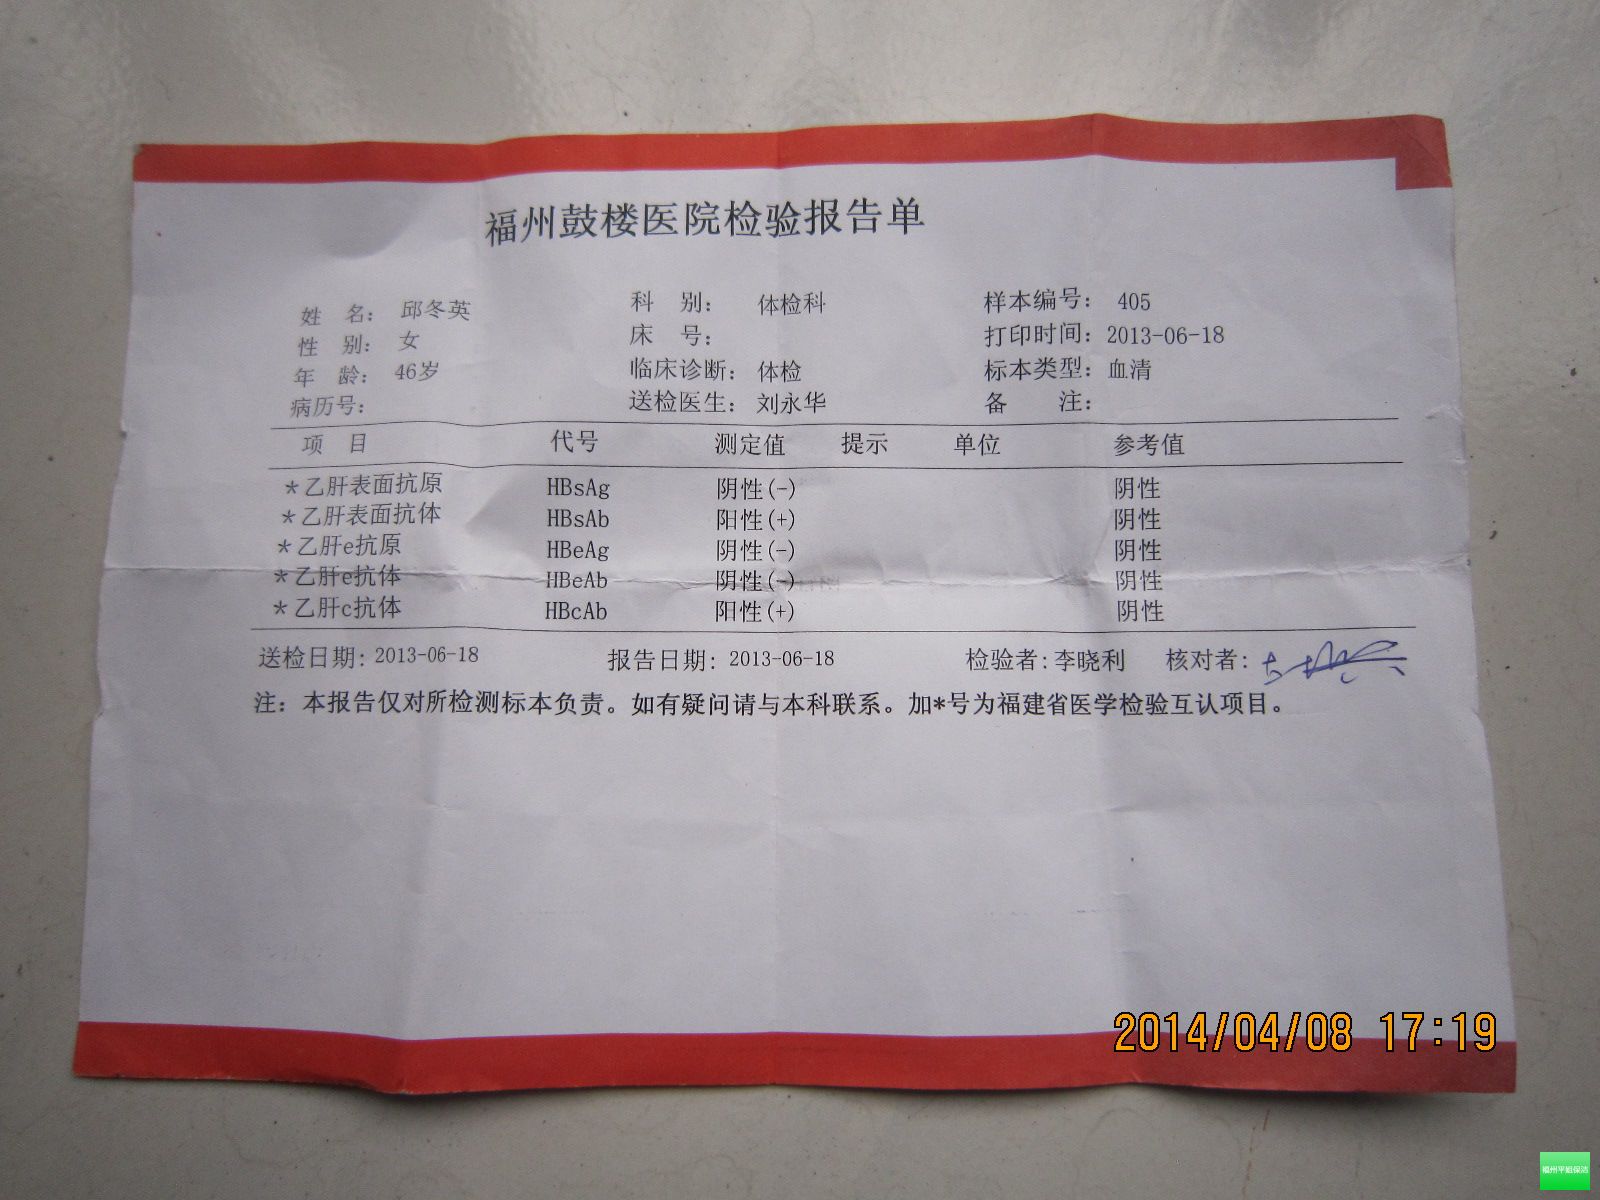 福州鼓楼医院检验报告单
姓 名： 邱冬英 科 别： 体检科 样本编号： 405
性 别： 女 床 号： 打印时间： 2013-06-18
年 龄： 46岁 临床诊断： 体检 标本类型： 血清
病历号： 送检医生： 刘永华 备 注：
项 目 代号 测定值 提示 单位 参考值
*乙肝表面抗原 HBsAg 阴性(-) 阴性
*乙肝表面抗体 HBsAb 阳性(+) 阴性
*乙肝e抗原 HBeAg 阴性(-) 阴性
*乙肝e抗体 HBeAb 阴性(-) 阴性
*乙肝c抗体 HBcAb 阳性(+) 阴性
送检日期: 2013-06-18 报告日期: 2013-06-18 检验者: 李晓利 核对者:
注：本报告仅对所检测标本负责。如有疑问请与本科联系。加*号为福建省医学检验互认项目。
2014/04/08 17:19
福州平姐保洁